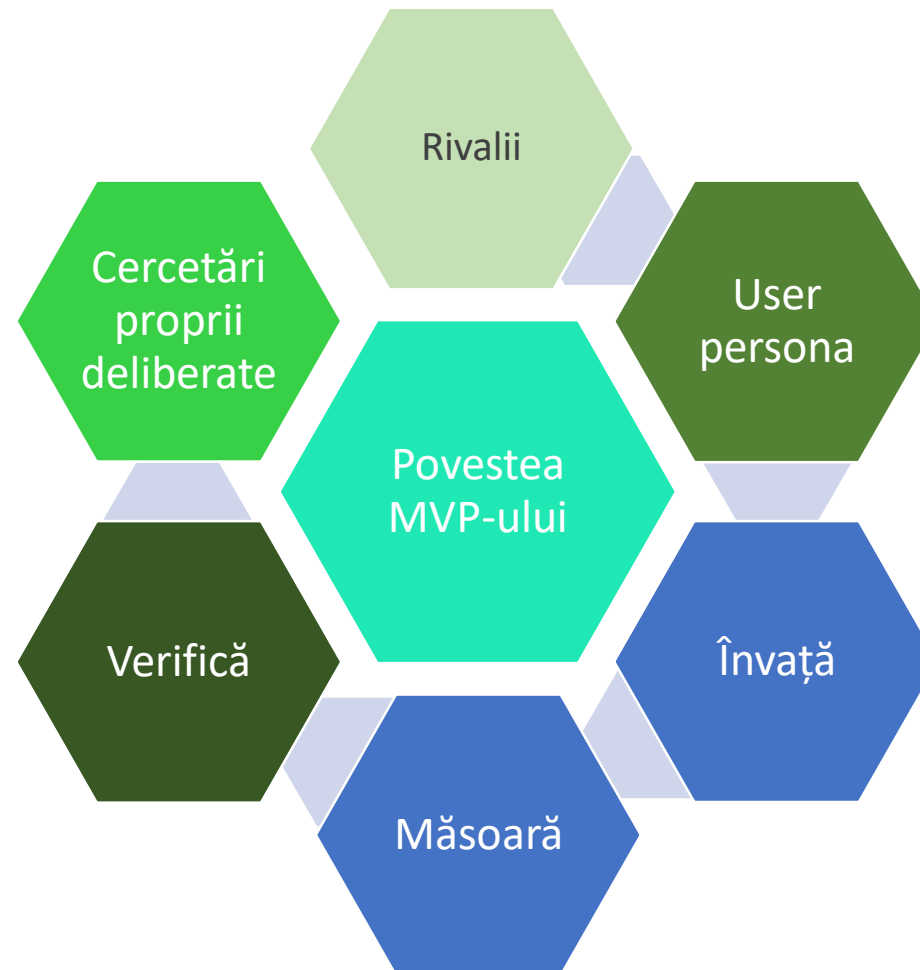 Rivalii
Cercetări
proprii
deliberate
User
persona
Povestea
MVP-ului
Verifică
Învață
Măsoară